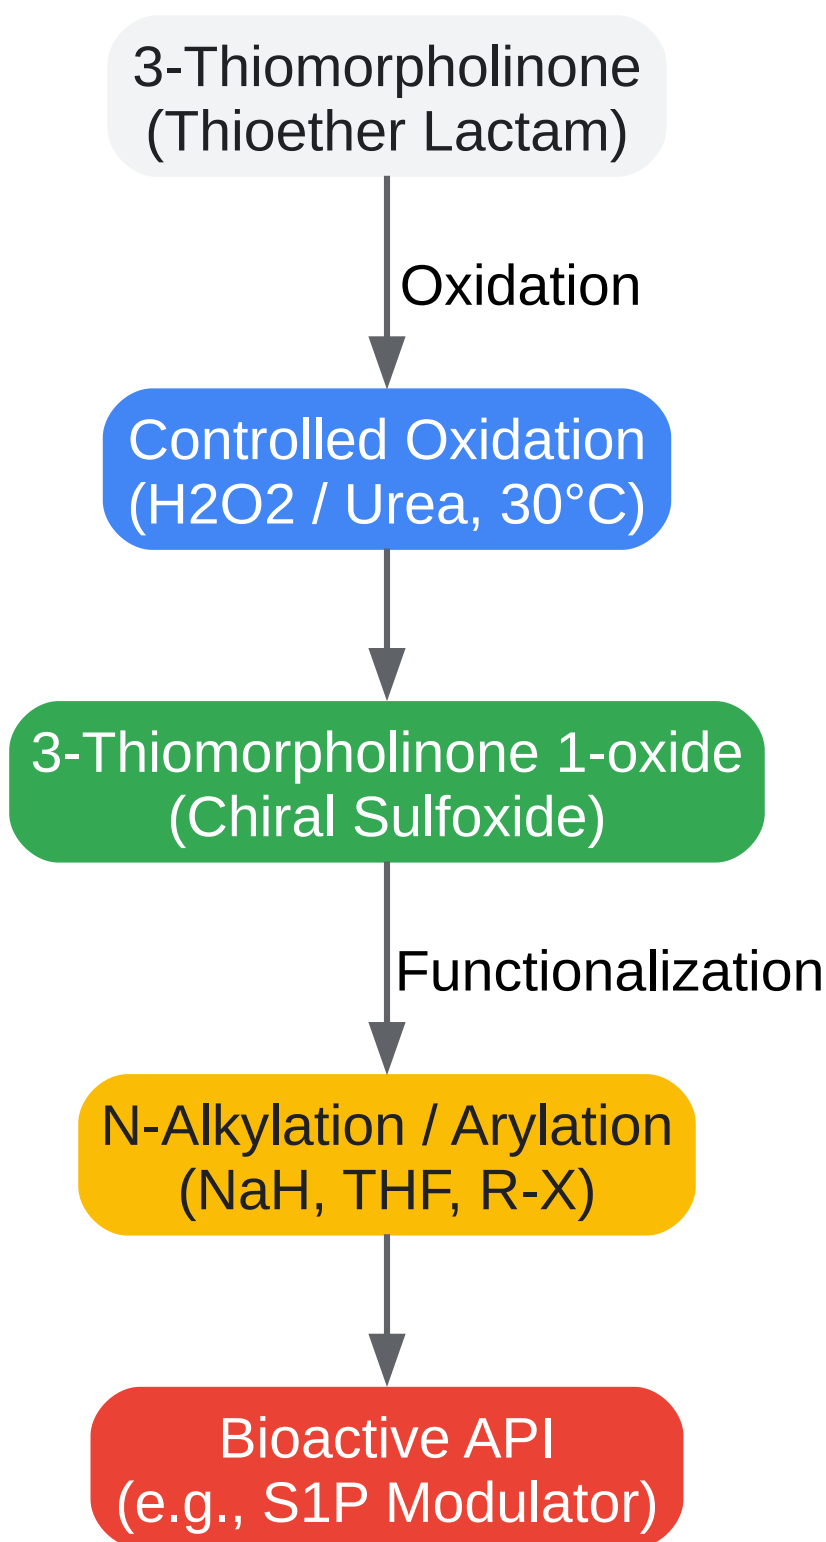 3-Thiomorpholinone
(Thioether Lactam)
Oxidation
Controlled Oxidation
(H2O2 / Urea, 30°C)
3-Thiomorpholinone 1-oxide
(Chiral Sulfoxide)
Functionalization
N-Alkylation / Arylation
(NaH, THF, R-X)
Bioactive API
(e.g., S1P Modulator)